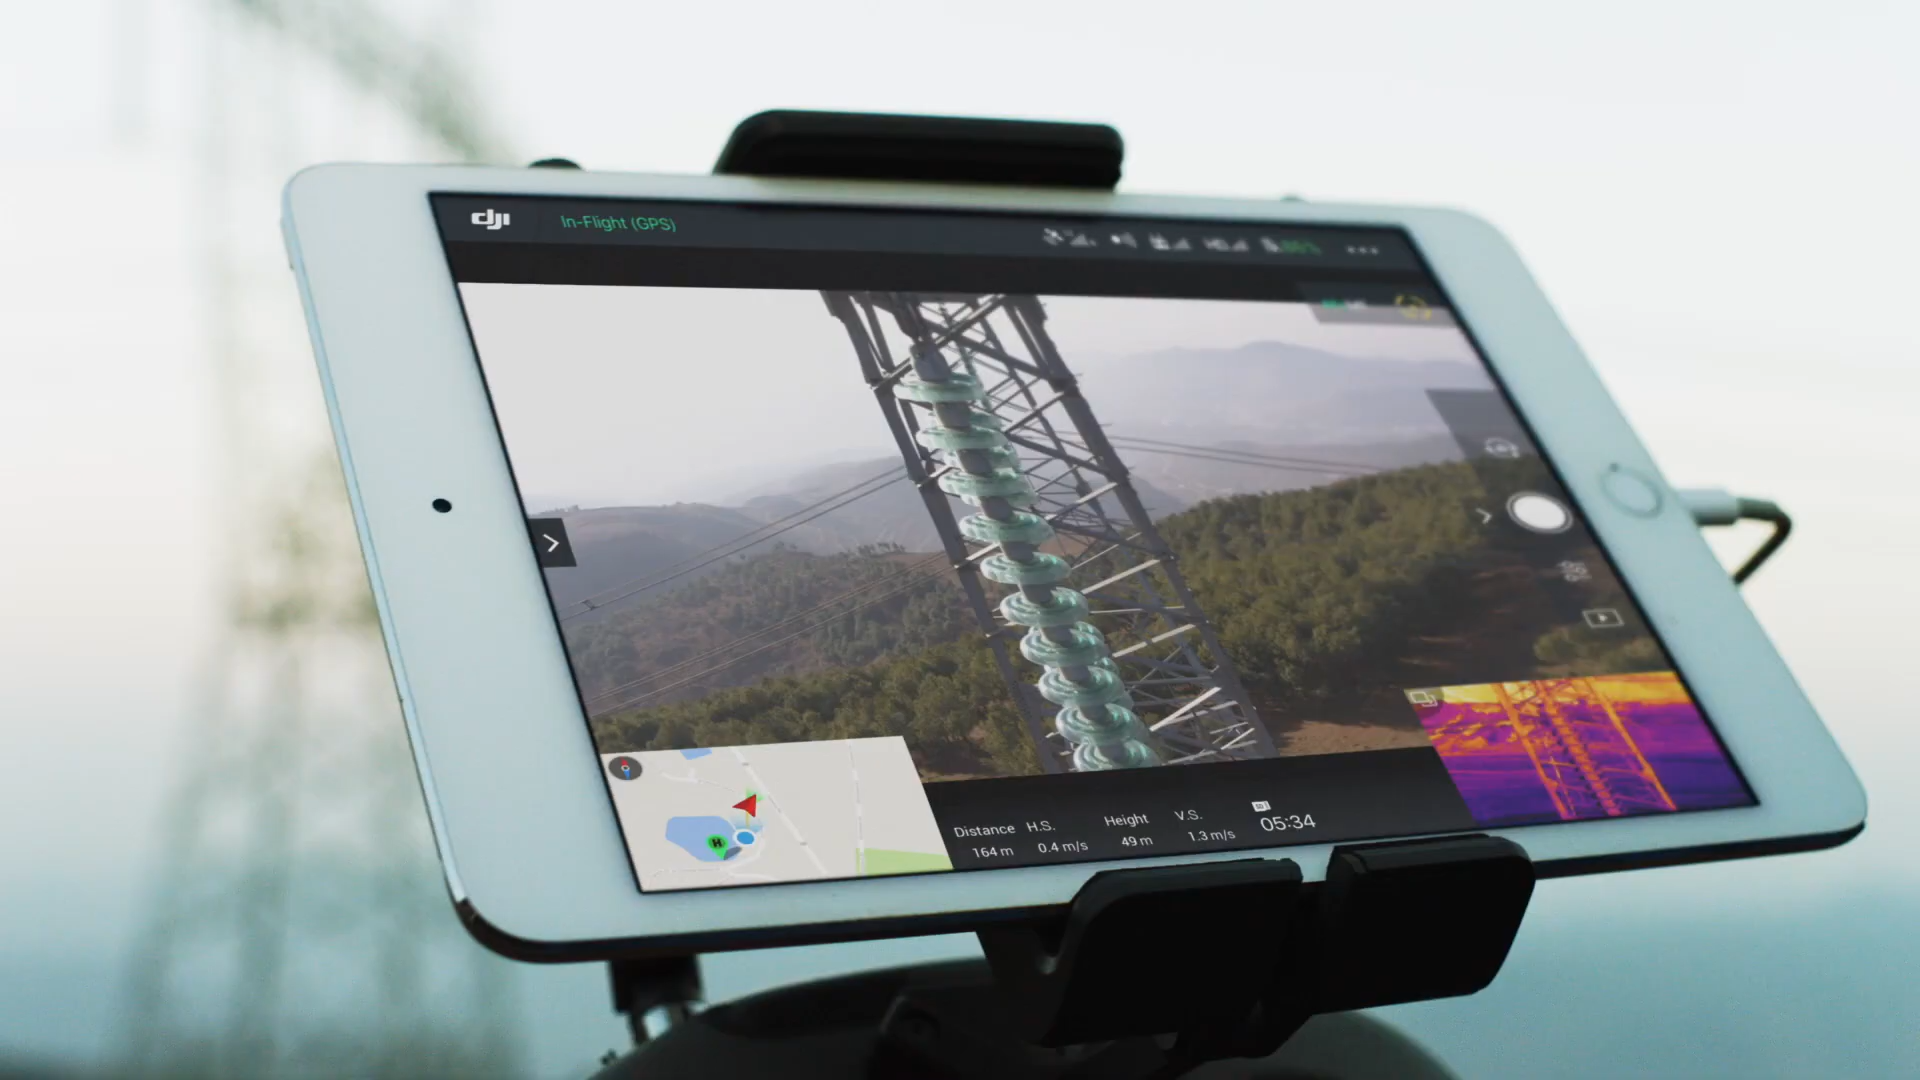 dji In-Flight (GPS)
Distance H.S. Height V.S.
164 m 0.4 m/s 49 m 1.3 m/s 05:34
H